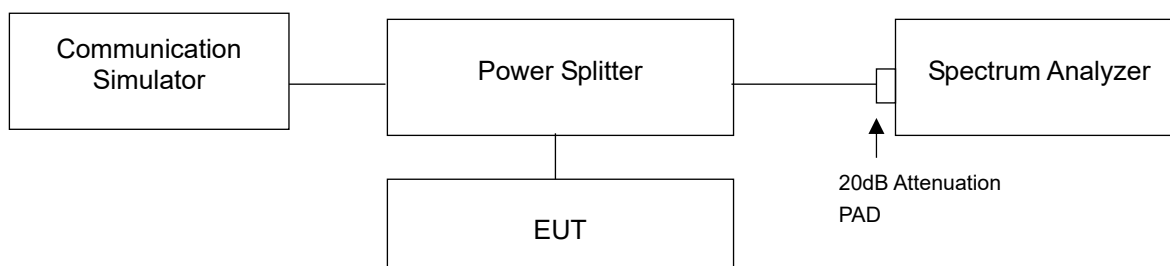 Communication
Simulator
Power Splitter
Spectrum Analyzer
20dB Attenuation
PAD
EUT